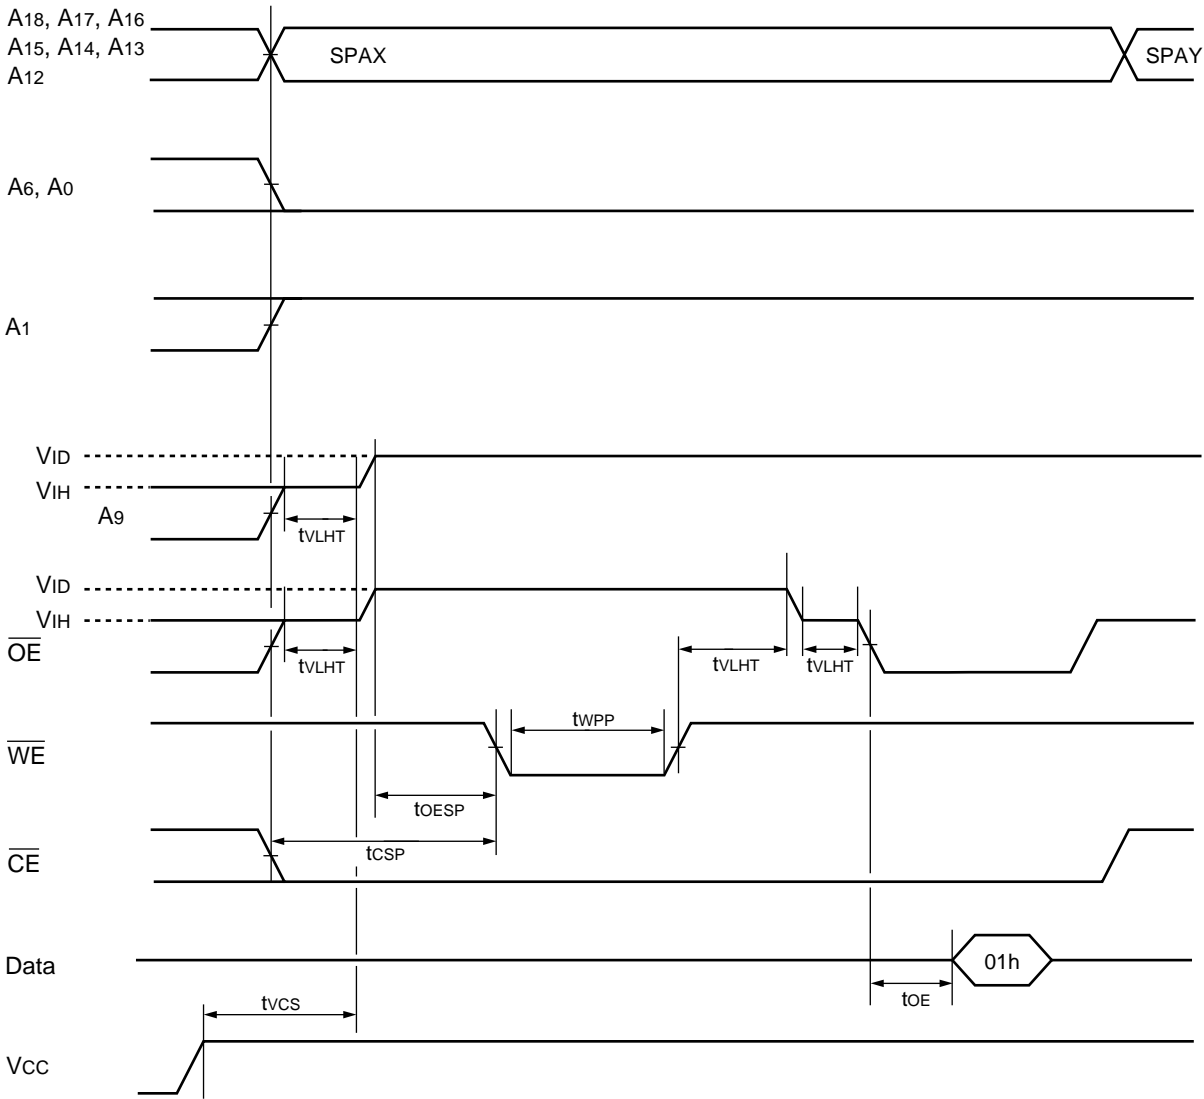 A18, A17, A16
A15, A14, A13
A12
SPAX
SPAY
A6, A0
A1
VID
VIH
A9
tVLHT
VID
VIH
OE
tVLHT
tVLHT
tVLHT
WE
tWPP
tOESP
CE
tCSP
Data
01h
tOE
tVCS
VCC